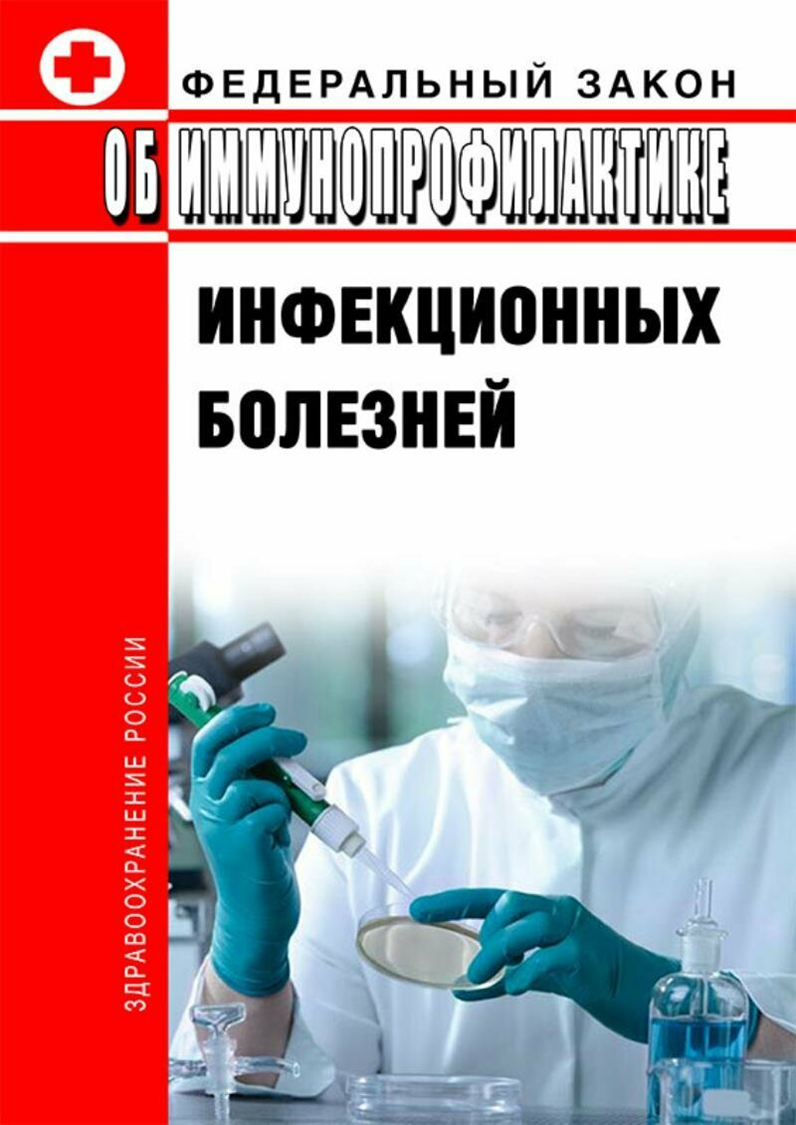 ФЕДЕРАЛЬНЫЙ ЗАКОН
ОБ ИММУНОПРОФИЛАКТИКЕ
ИНФЕКЦИОННЫХ
БОЛЕЗНЕЙ
ЗДРАВООХРАНЕНИЕ РОССИИ